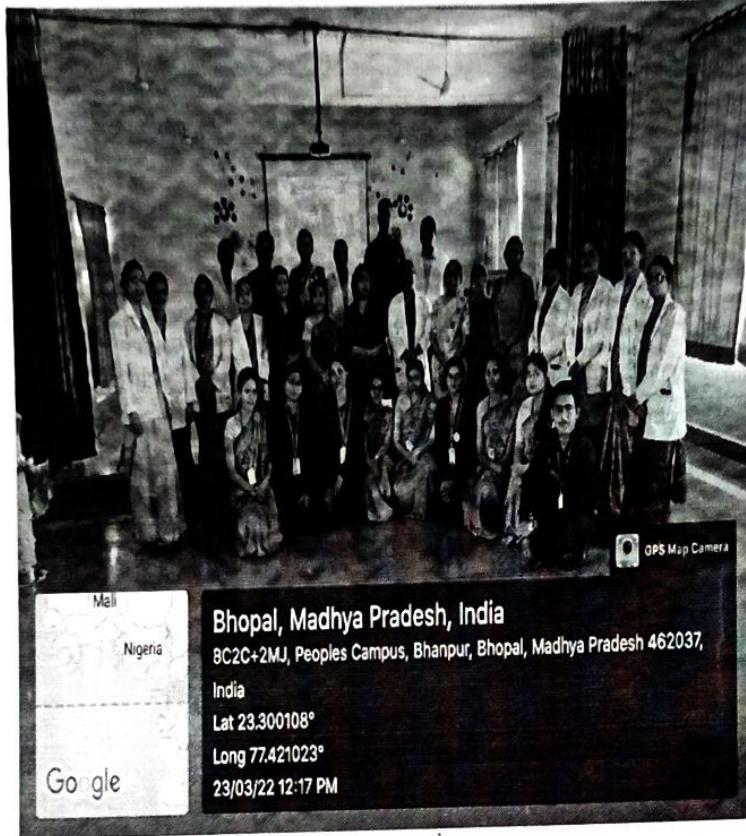 GPS Map Camera
Mali
Nigeria
Google
Bhopal, Madhya Pradesh, India
8C2C+2MJ, Peoples Campus, Bhanpur, Bhopal, Madhya Pradesh 462037,
India
Lat 23.300108°
Long 77.421023°
23/03/22 12:17 PM